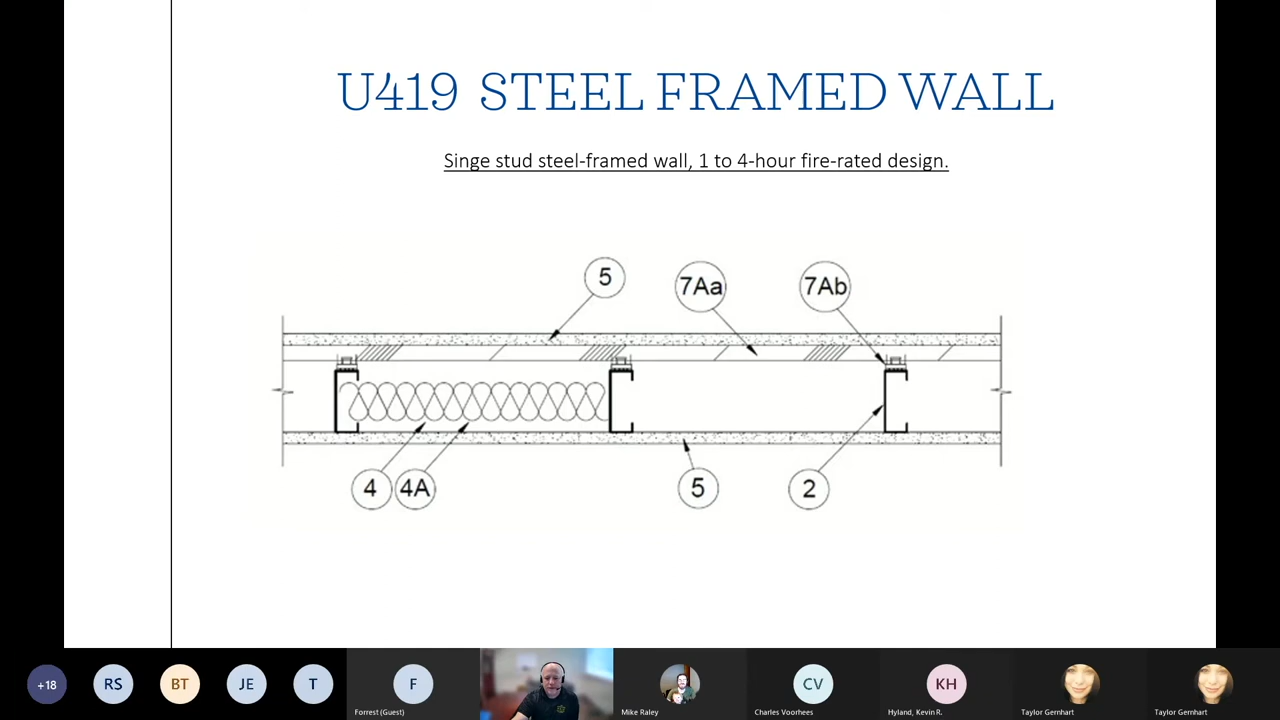 U419 STEEL FRAMED WALL
Singe stud steel-framed wall, 1 to 4-hour fire-rated design.
5
7Aa
7Ab
4
4A
5
2
+18
RS
BT
JE
T
F
CV
KH
Forrest (Guest)
Mike Raley
Charles Voorhees
Hyland, Kevin R.
Taylor Gernhart
Taylor Gernhart